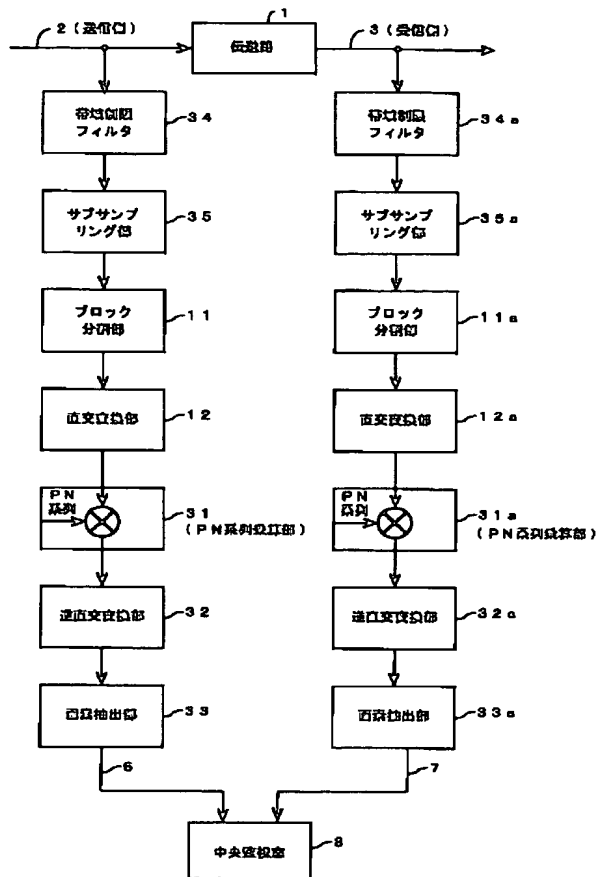 1
2(送信側)
伝送路
3(受信側)
帯域制限
フィルタ
34
帯域制限
フィルタ
34a
サブサンプ
リング部
35
サブサンプ
リング部
35a
ブロック
分割部
11
ブロック
分割部
11a
直交変換部
12
直交変換部
12a
PN
系列
31
(PN系列乗算部)
PN
系列
31a
(PN系列乗算部)
逆直交変換部
32
逆直交変換部
32a
画素抽出部
33
画素抽出部
33a
6
7
中央監視室
8